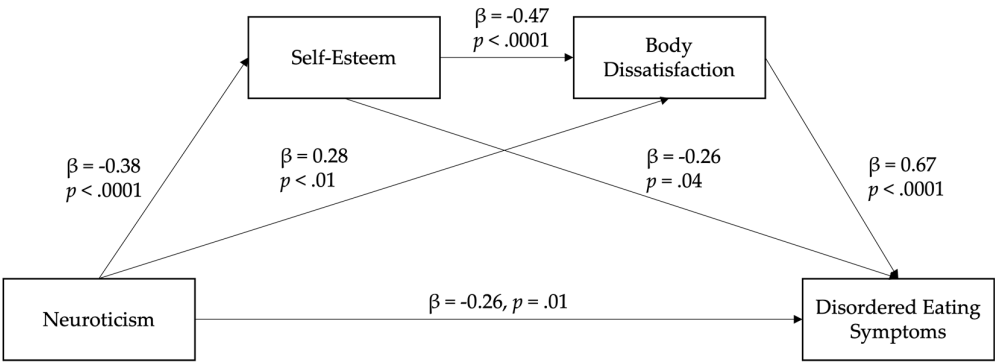 β = -0.47
p < .0001
Self-Esteem
Body
Dissatisfaction
β = -0.38
p < .0001
β = 0.28
p < .01
β = -0.26
p = .04
β = 0.67
p < .0001
Neuroticism
β = -0.26, p = .01
Disordered Eating
Symptoms